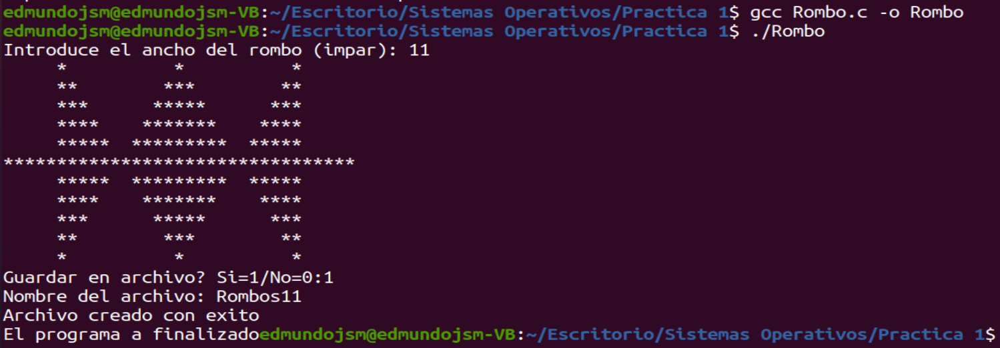 edmundojsm@edmundojsm-VB:~/Escritorio/Sistemas Operativos/Practica 1$ gcc Rombo.c -o Rombo
edmundojsm@edmundojsm-VB:~/Escritorio/Sistemas Operativos/Practica 1$ ./Rombo
Introduce el ancho del rombo (impar): 11
     *          *          *
     **        ***        **
     ***      *****      ***
     ****    *******    ****
     *****  *********  *****
*********************************
     *****  *********  *****
     ****    *******    ****
     ***      *****      ***
     **        ***        **
     *          *          *
Guardar en archivo? Si=1/No=0:1
Nombre del archivo: Rombos11
Archivo creado con exito
El programa a finalizadoedmundojsm@edmundojsm-VB:~/Escritorio/Sistemas Operativos/Practica 1$